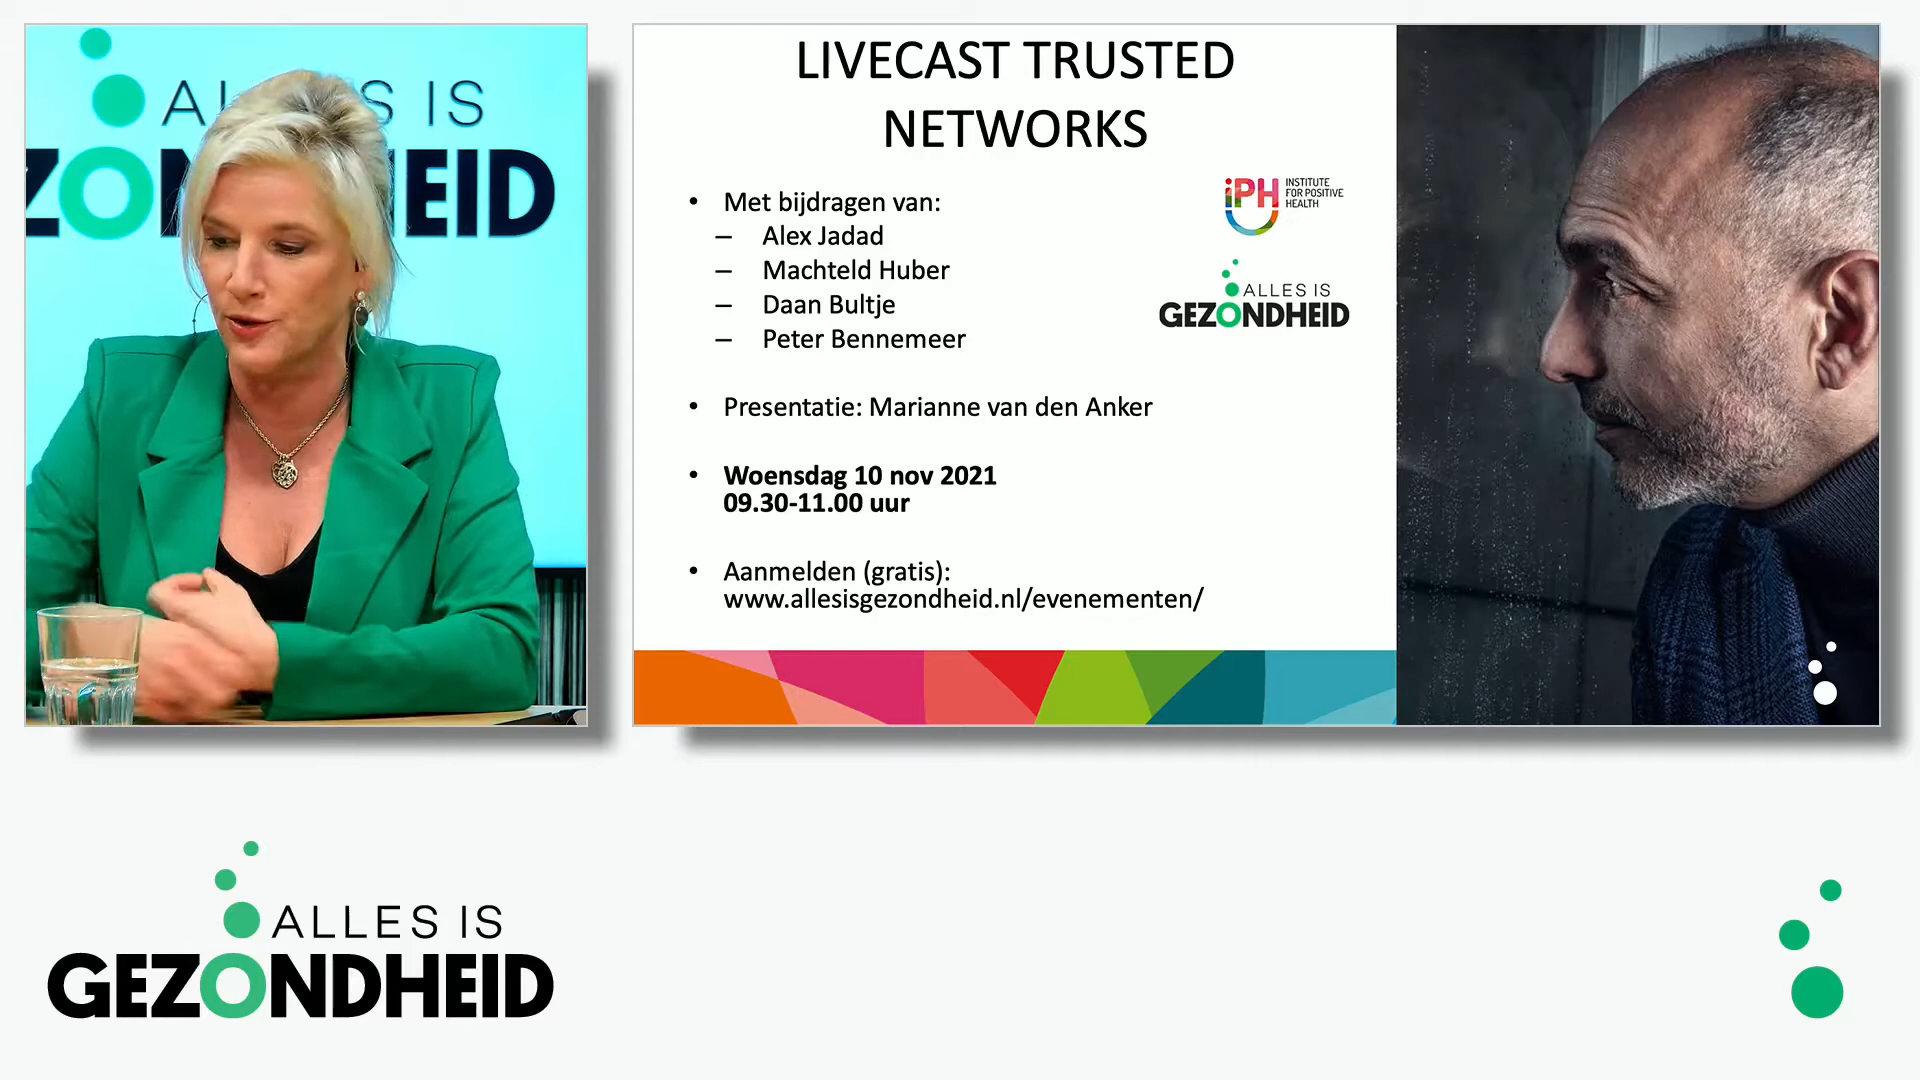 ALLES IS
GEZONDHEID
LIVECAST TRUSTED
NETWORKS
• Met bijdragen van:
– Alex Jadad
– Machteld Huber
– Daan Bultje
– Peter Bennemeer
• Presentatie: Marianne van den Anker
• Woensdag 10 nov 2021
09.30-11.00 uur
• Aanmelden (gratis):
www.allesisgezondheid.nl/evenementen/
iPH INSTITUTE
FOR POSITIVE
HEALTH
ALLES IS
GEZONDHEID
ALLES IS
GEZONDHEID